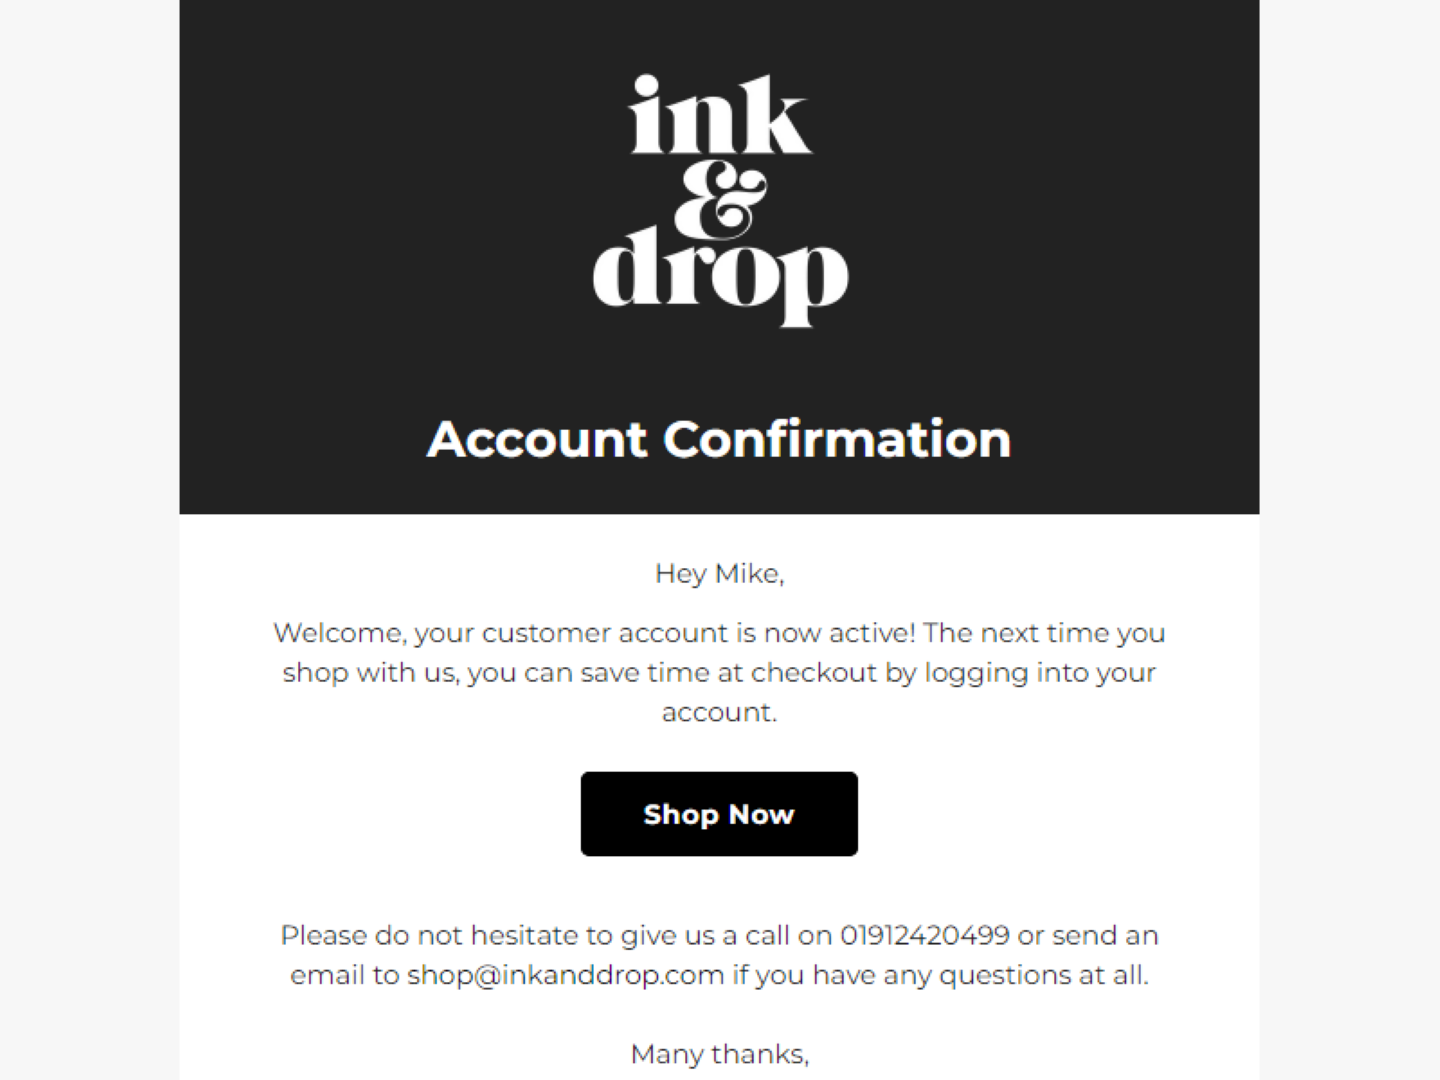 ink
&
drop
Account Confirmation
Hey Mike,
Welcome, your customer account is now active! The next time you
shop with us, you can save time at checkout by logging into your
account.
Shop Now
Please do not hesitate to give us a call on 01912420499 or send an
email to shop@inkanddrop.com if you have any questions at all.
Many thanks,